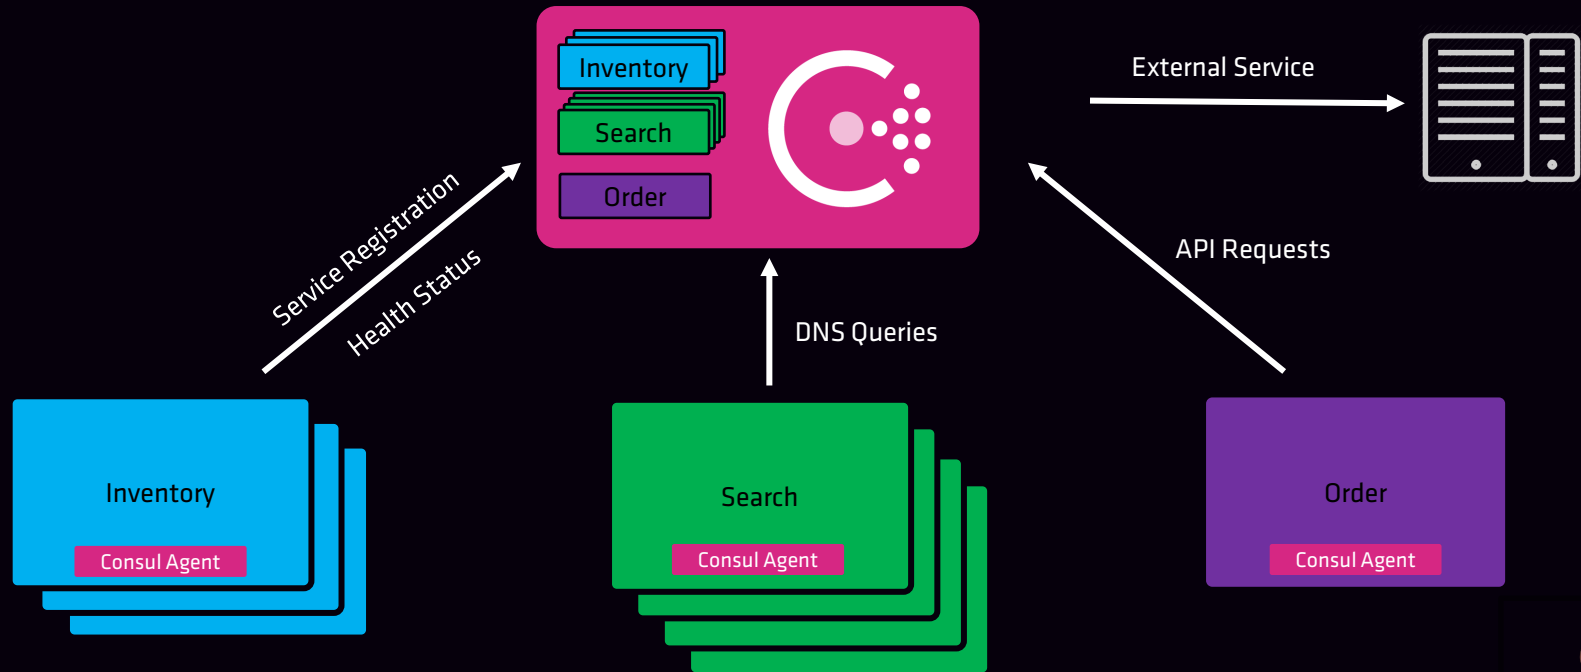 Inventory
Search
Order
External Service
Service Registration
Health Status
DNS Queries
API Requests
Inventory
Consul Agent
Search
Consul Agent
Order
Consul Agent